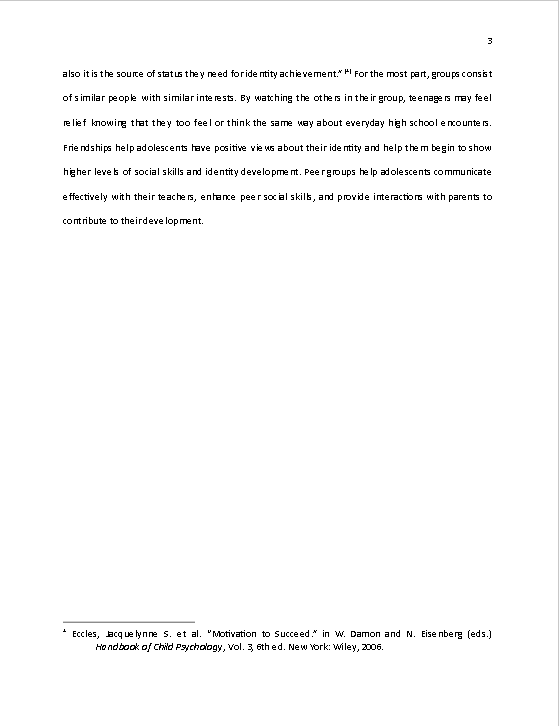 3
also it is the source of status they need for identity achievement.” [4] For the most part, groups consist
of similar people with similar interests. By watching the others in their group, teenagers may feel
relief knowing that they too feel or think the same way about everyday high school encounters.
Friendships help adolescents have positive views about their identity and help them begin to show
higher levels of social skills and identity development. Peer groups help adolescents communicate
effectively with their teachers, enhance peer social skills, and provide interactions with parents to
contribute to their development.
4 Eccles, Jacquelynne S. et al. “Motivation to Succeed.” in W. Damon and N. Eisenberg (eds.)
Handbook of Child Psychology, Vol. 3, 6th ed. New York: Wiley, 2006.